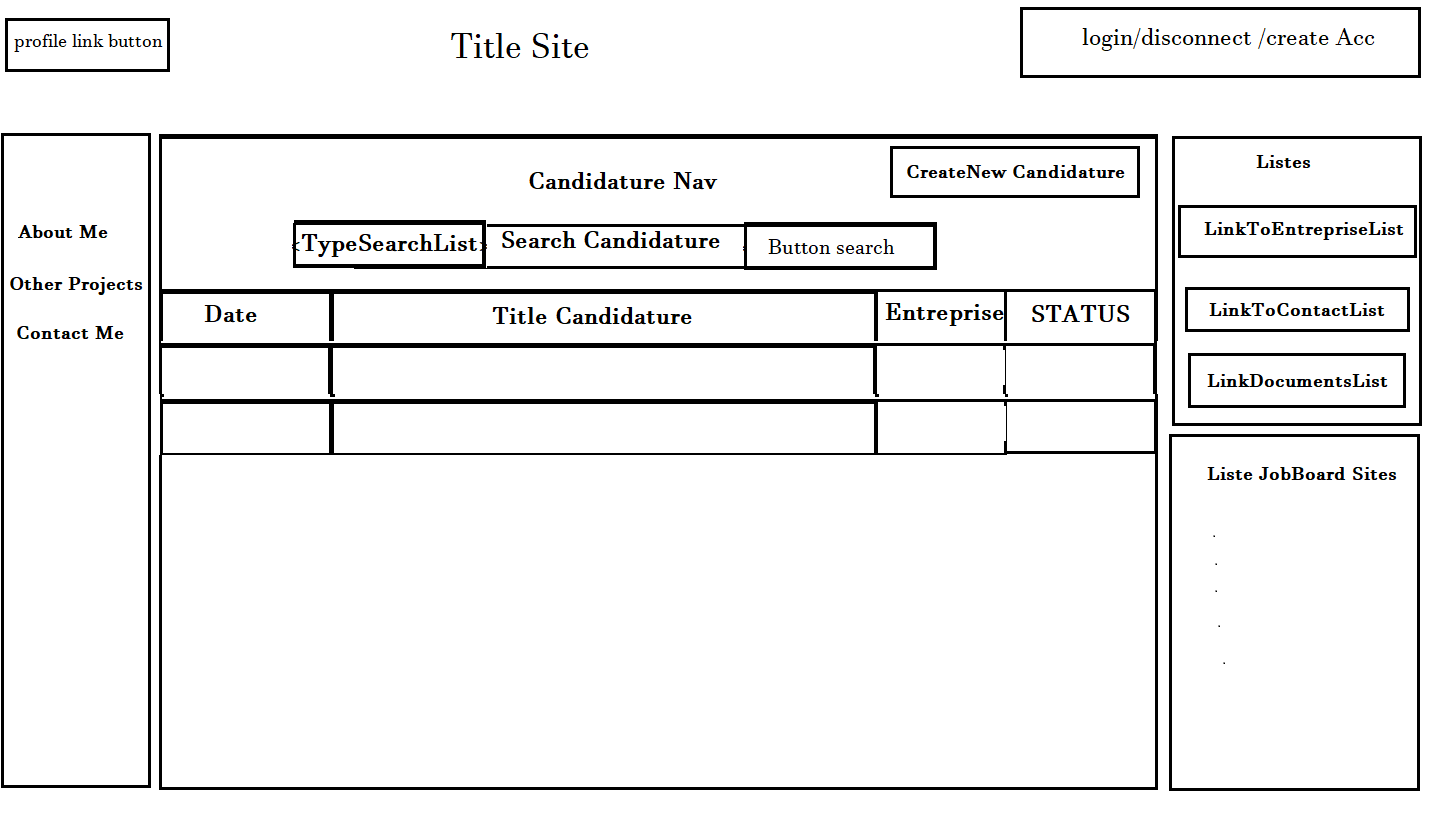 profile link button
Title Site
login/disconnect /create Acc
About Me
Other Projects
Contact Me
Candidature Nav
CreateNew Candidature
<TypeSearchList>
Search Candidature
Button search
Date
Title Candidature
Entreprise
STATUS
Listes
LinkToEntrepriseList
LinkToContactList
LinkDocumentsList
Liste JobBoard Sites
.
.
.
.
.